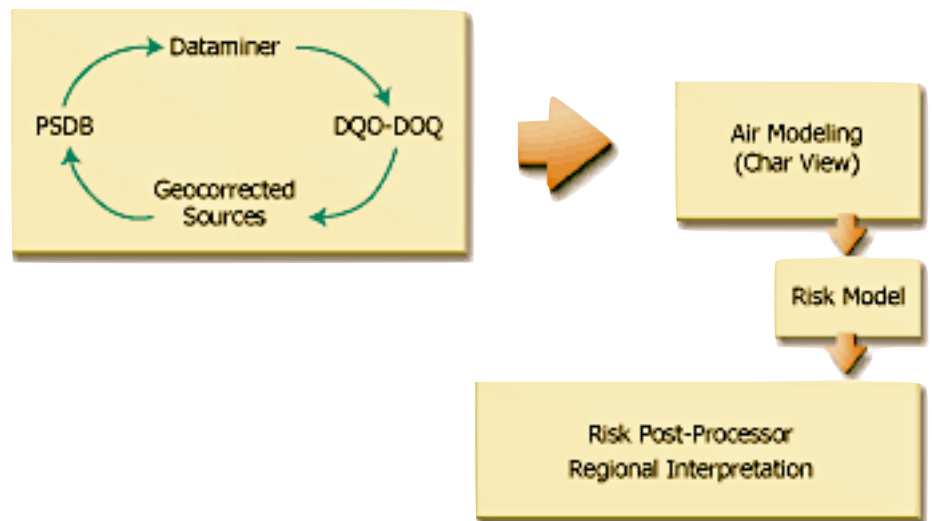 Dataminer
PSDB
DQO-DOQ
Geocorrected
Sources
Air Modeling
(Char View)
Risk Model
Risk Post-Processor
Regional Interpretation